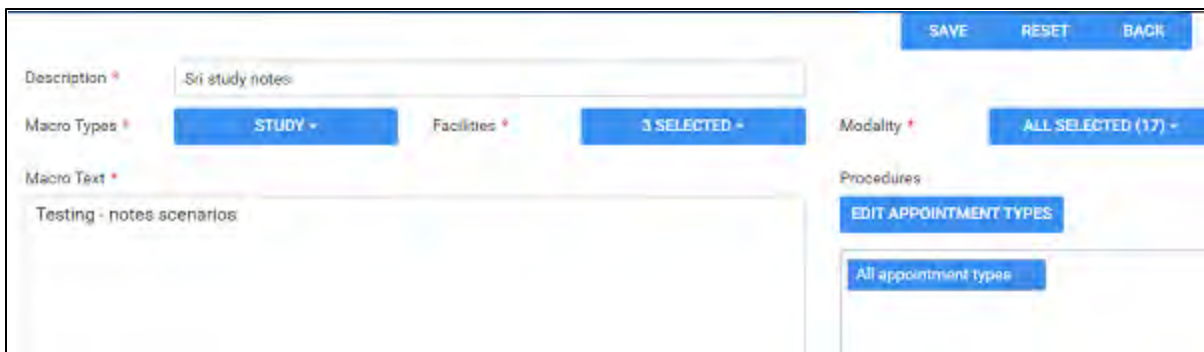 SAVE RESET BACK
Description * Sri study notes
Macro Types * STUDY Facilities * 3 SELECTED Modality * ALL SELECTED (17)
Macro Text * Procedures
Testing - notes scenarios EDIT APPOINTMENT TYPES
All appointment types